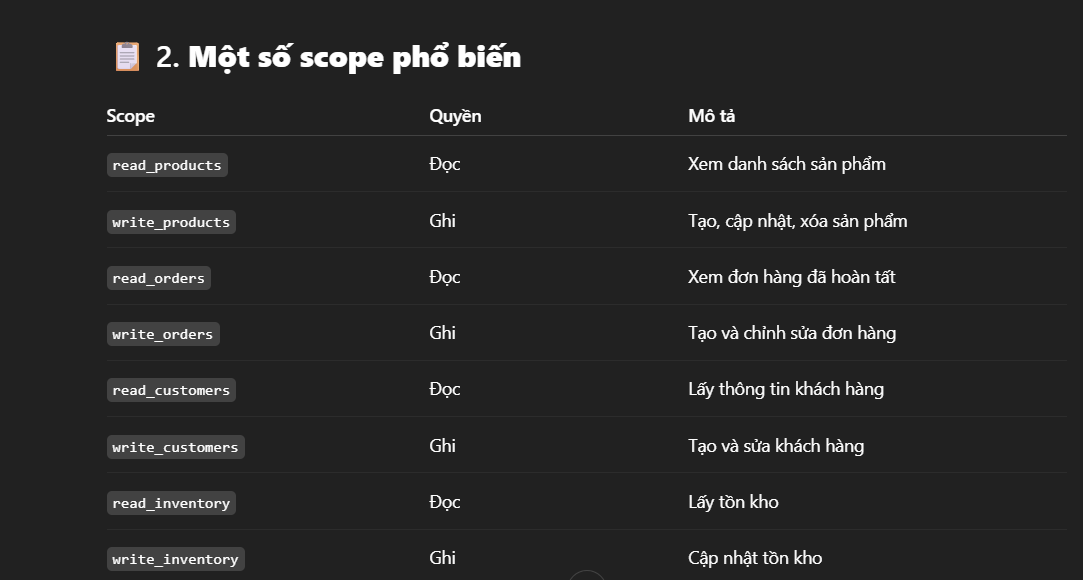 📋 2. Một số scope phổ biến
Scope Quyền Mô tả
read_products Đọc Xem danh sách sản phẩm
write_products Ghi Tạo, cập nhật, xóa sản phẩm
read_orders Đọc Xem đơn hàng đã hoàn tất
write_orders Ghi Tạo và chỉnh sửa đơn hàng
read_customers Đọc Lấy thông tin khách hàng
write_customers Ghi Tạo và sửa khách hàng
read_inventory Đọc Lấy tồn kho
write_inventory Ghi Cập nhật tồn kho